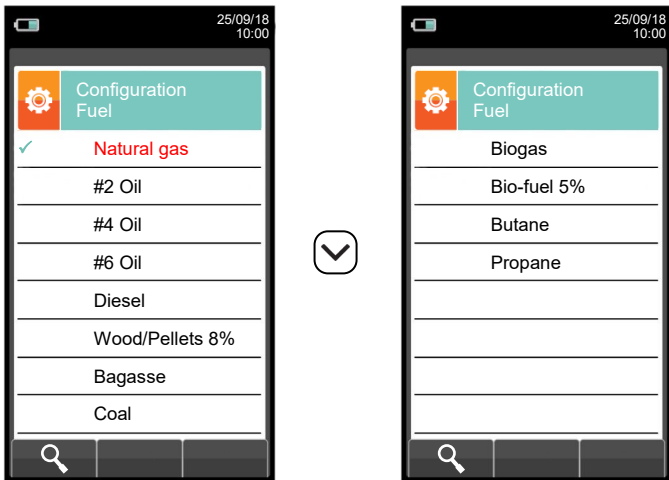 25/09/18
10:00
Configuration
Fuel
Natural gas
#2 Oil
#4 Oil
#6 Oil
Diesel
Wood/Pellets 8%
Bagasse
Coal
25/09/18
10:00
Configuration
Fuel
Biogas
Bio-fuel 5%
Butane
Propane